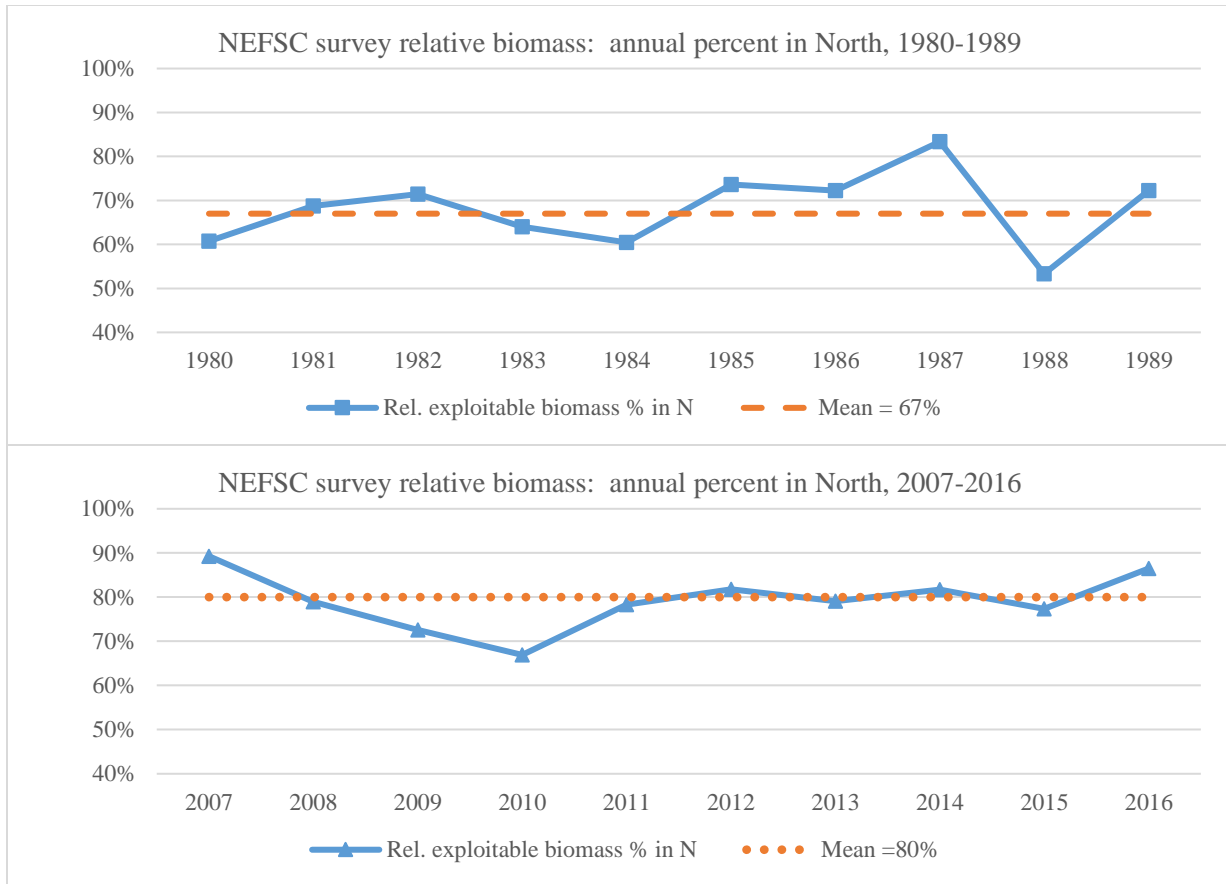 NEFSC survey relative biomass:  annual percent in North, 1980-1989
100%
90%
80%
70%
60%
50%
40%
1980 1981 1982 1983 1984 1985 1986 1987 1988 1989
Rel. exploitable biomass % in N Mean = 67%
NEFSC survey relative biomass:  annual percent in North, 2007-2016
100%
90%
80%
70%
60%
50%
40%
2007 2008 2009 2010 2011 2012 2013 2014 2015 2016
Rel. exploitable biomass % in N Mean =80%